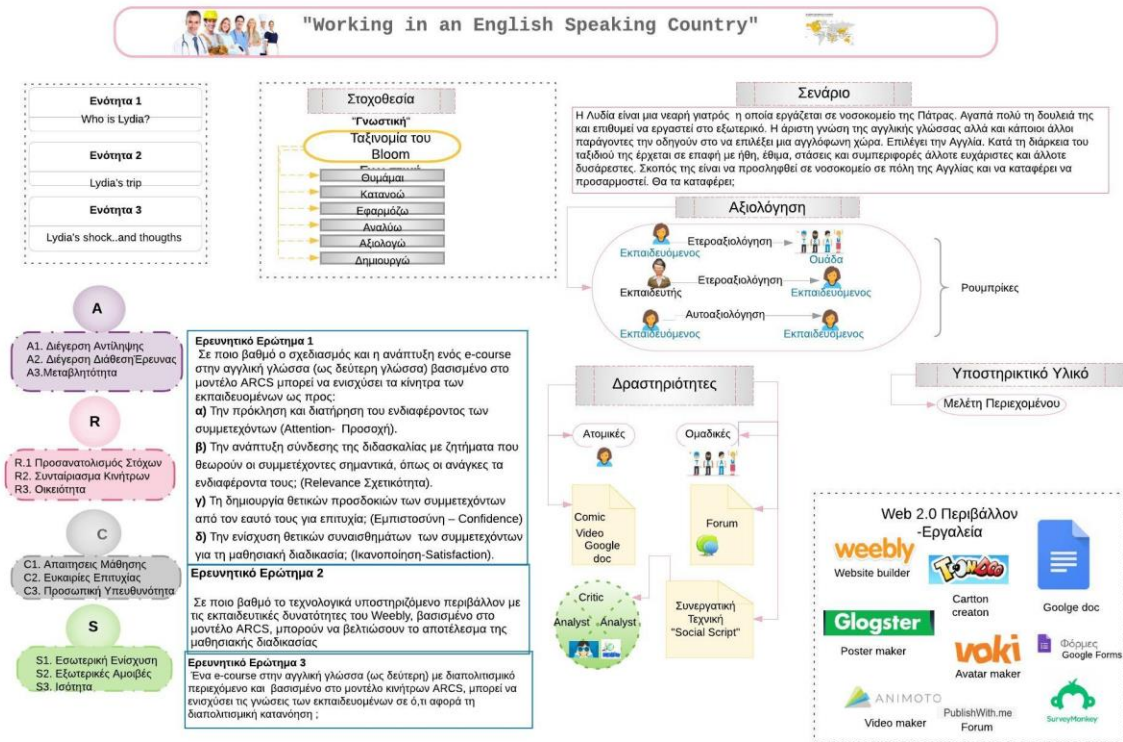 "Working in an English Speaking Country"
Ενότητα 1
Who is Lydia?
Ενότητα 2
Lydia's trip
Ενότητα 3
Lydia's shock..and thougths
Στοχοθεσία
"Γνωστική"
Ταξινομία του
Bloom
Θυμάμαι
Κατανοώ
Εφαρμόζω
Αναλύω
Αξιολογώ
Δημιουργώ
Σενάριο
Η Λυδία είναι μια νεαρή γιατρός η οποία εργάζεται σε νοσοκομείο της Πάτρας. Αγαπά πολύ τη δουλειά της
και επιθυμεί να εργαστεί στο εξωτερικό. Η άριστη γνώση της αγγλικής γλώσσας αλλά και κάποιοι άλλοι
παράγοντες την οδηγούν στο να επιλέξει μια αγγλόφωνη χώρα. Επιλέγει την Αγγλία. Κατά τη διάρκεια του
ταξιδιού της έρχεται σε επαφή με ήθη, έθιμα, στάσεις και συμπεριφορές άλλοτε ευχάριστες και άλλοτε
δυσάρεστες. Σκοπός της είναι να προσληφθεί σε νοσοκομείο σε πόλη της Αγγλίας και να καταφέρει να
προσαρμοστεί. Θα τα καταφέρει;
Αξιολόγηση
Εκπαιδευόμενος
Ετεροαξιολόγηση
Ομάδα
Εκπαιδευτής
Ετεροαξιολόγηση
Εκπαιδευόμενος
Εκπαιδευόμενος
Αυτοαξιολόγηση
Εκπαιδευόμενος
Ρουμπρίκες
A
A1. Διέγερση Αντίληψης
A2. Διέγερση ΔιάθεσηΈρευνας
A3.Μεταβλητότητα
R
R.1 Προσανατολισμός Στόχων
R2. Συνταίριασμα Κινήτρων
R3. Οικειότητα
C
C1. Απαιτησεις Μάθησης
C2. Ευκαιρίες Επιτυχίας
C3. Προσωπική Υπευθυνότητα
S
S1. Εσωτερική Ενίσχυση
S2. Εξωτερικές Αμοιβές
S3. Ισότητα
Ερευνητικό Ερώτημα 1
Σε ποιο βαθμό ο σχεδιασμός και η ανάπτυξη ενός e-course
στην αγγλική γλώσσα (ως δεύτερη γλώσσα) βασισμένο στο
μοντέλο ARCS μπορεί να ενισχύσει τα κίνητρα των
εκπαιδευομένων ως προς:
α) Την πρόκληση και διατήρηση του ενδιαφέροντος των
συμμετεχόντων (Attention- Προσοχή).
β) Την ανάπτυξη σύνδεσης της διδασκαλίας με ζητήματα που
θεωρούν οι συμμετέχοντες σημαντικά, όπως οι ανάγκες τα
ενδιαφέροντα τους; (Relevance Σχετικότητα).
γ) Τη δημιουργία θετικών προσδοκιών των συμμετεχόντων
από τον εαυτό τους για επιτυχία; (Εμπιστοσύνη – Confidence)
δ) Την ενίσχυση θετικών συναισθημάτων των συμμετεχόντων
για τη μαθησιακή διαδικασία; (Ικανοποίηση-Satisfaction).
Ερευνητικό Ερώτημα 2
Σε ποιο βαθμό το τεχνολογικά υποστηριζόμενο περιβάλλον με
τις εκπαιδευτικές δυνατότητες του Weebly, βασισμένο στο
μοντέλο ARCS, μπορούν να βελτιώσουν το αποτέλεσμα της
μαθησιακής διαδικασία
Ερευνητικό Ερώτημα 3
Ένα e-course στην αγγλική γλώσσα (ως δεύτερη) με διαπολιτισμικό
περιεχόμενο και βασισμένο στο μοντέλο κινήτρων ARCS, μπορεί να
ενισχύσει τις γνώσεις των εκπαιδευομένων σε ό,τι αφορά τη
διαπολιτισμική κατανόηση ;
Δραστηριότητες
Ατομικές
Ομαδικές
Comic
Video
Google
doc
Forum
Critic
Analyst
Analyst
Συνεργατική
Τεχνική
"Social Script"
Υποστηρικτικό Υλικό
Μελέτη Περιεχομένου
Web 2.0 Περιβάλλον
-Εργαλεία
weebly
Website builder
ToonDoo
Cartton
creaton
Goolge doc
Glogster
Poster maker
voki
Avatar maker
Φόρμες
Google Forms
ANIMOTO
Video maker
PublishWith.me
Forum
SurveyMonkey